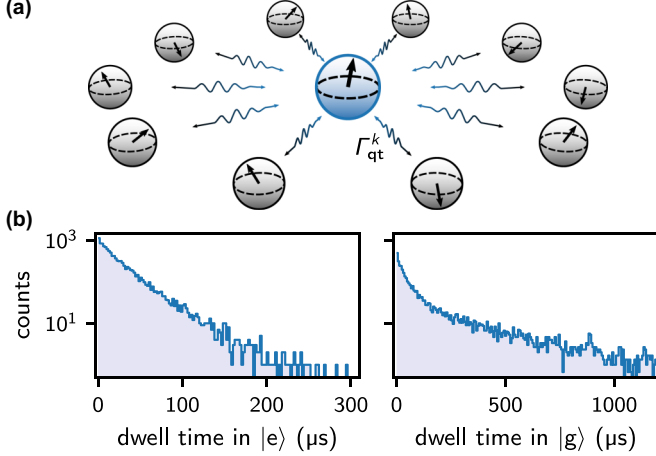 (a)
Γ^k_qt
(b)
10^3
10^1
counts
0 100 200 300
dwell time in |e⟩ (μs)
0 500 1000
dwell time in |g⟩ (μs)